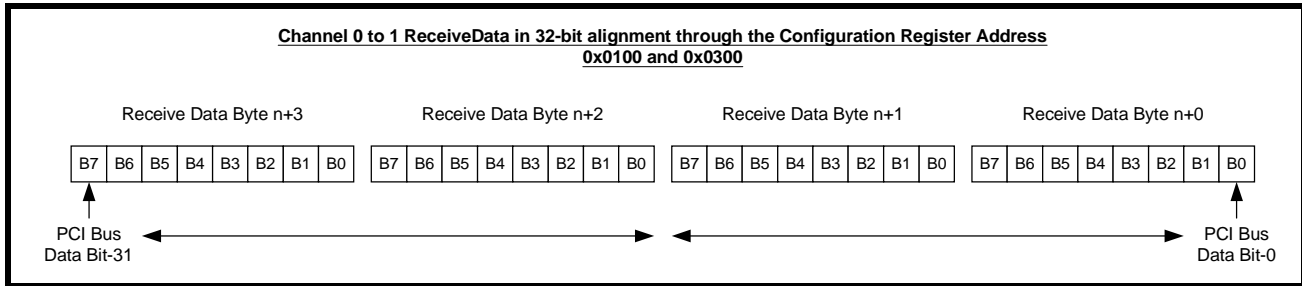 Channel 0 to 1 ReceiveData in 32-bit alignment through the Configuration Register Address
0x0100 and 0x0300
Receive Data Byte n+3 Receive Data Byte n+2 Receive Data Byte n+1 Receive Data Byte n+0
B7 B6 B5 B4 B3 B2 B1 B0 B7 B6 B5 B4 B3 B2 B1 B0 B7 B6 B5 B4 B3 B2 B1 B0 B7 B6 B5 B4 B3 B2 B1 B0
PCI Bus PCI Bus
Data Bit-31 Data Bit-0